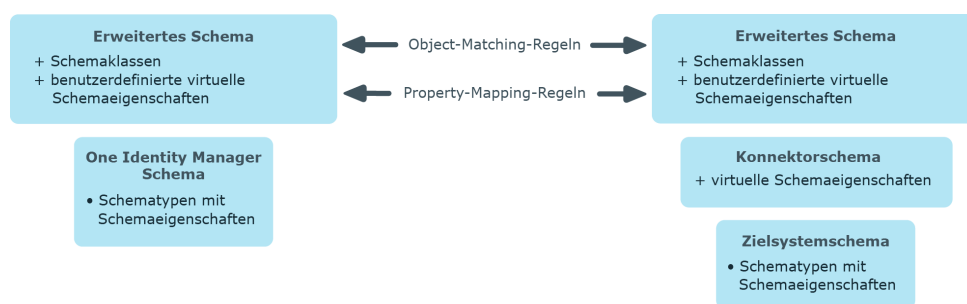 Erweitertes Schema
+ Schemaklassen
+ benutzerdefinierte virtuelle
Schemaeigenschaften
Object-Matching-Regeln
Property-Mapping-Regeln
Erweitertes Schema
+ Schemaklassen
+ benutzerdefinierte virtuelle
Schemaeigenschaften
One Identity Manager
Schema
• Schematypen mit
Schemaeigenschaften
Konnektorschema
+ virtuelle Schemaeigenschaften
Zielsystemschema
• Schematypen mit
Schemaeigenschaften